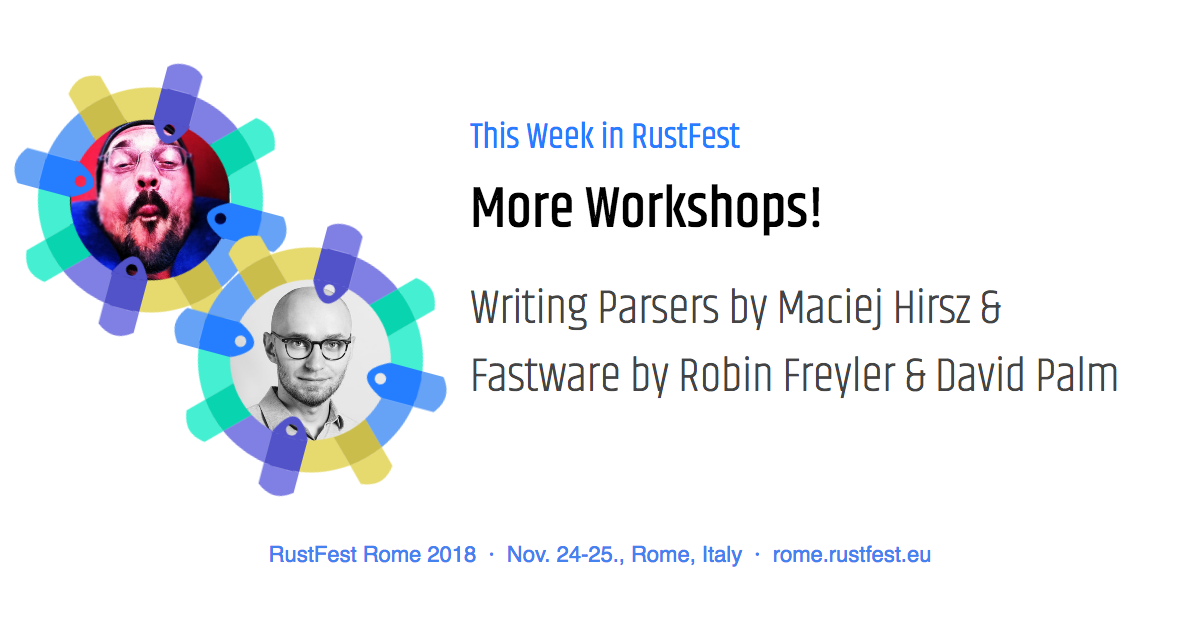 This Week in RustFest
More Workshops!
Writing Parsers by Maciej Hirsz &
Fastware by Robin Freyler & David Palm
RustFest Rome 2018 · Nov. 24-25., Rome, Italy · rome.rustfest.eu